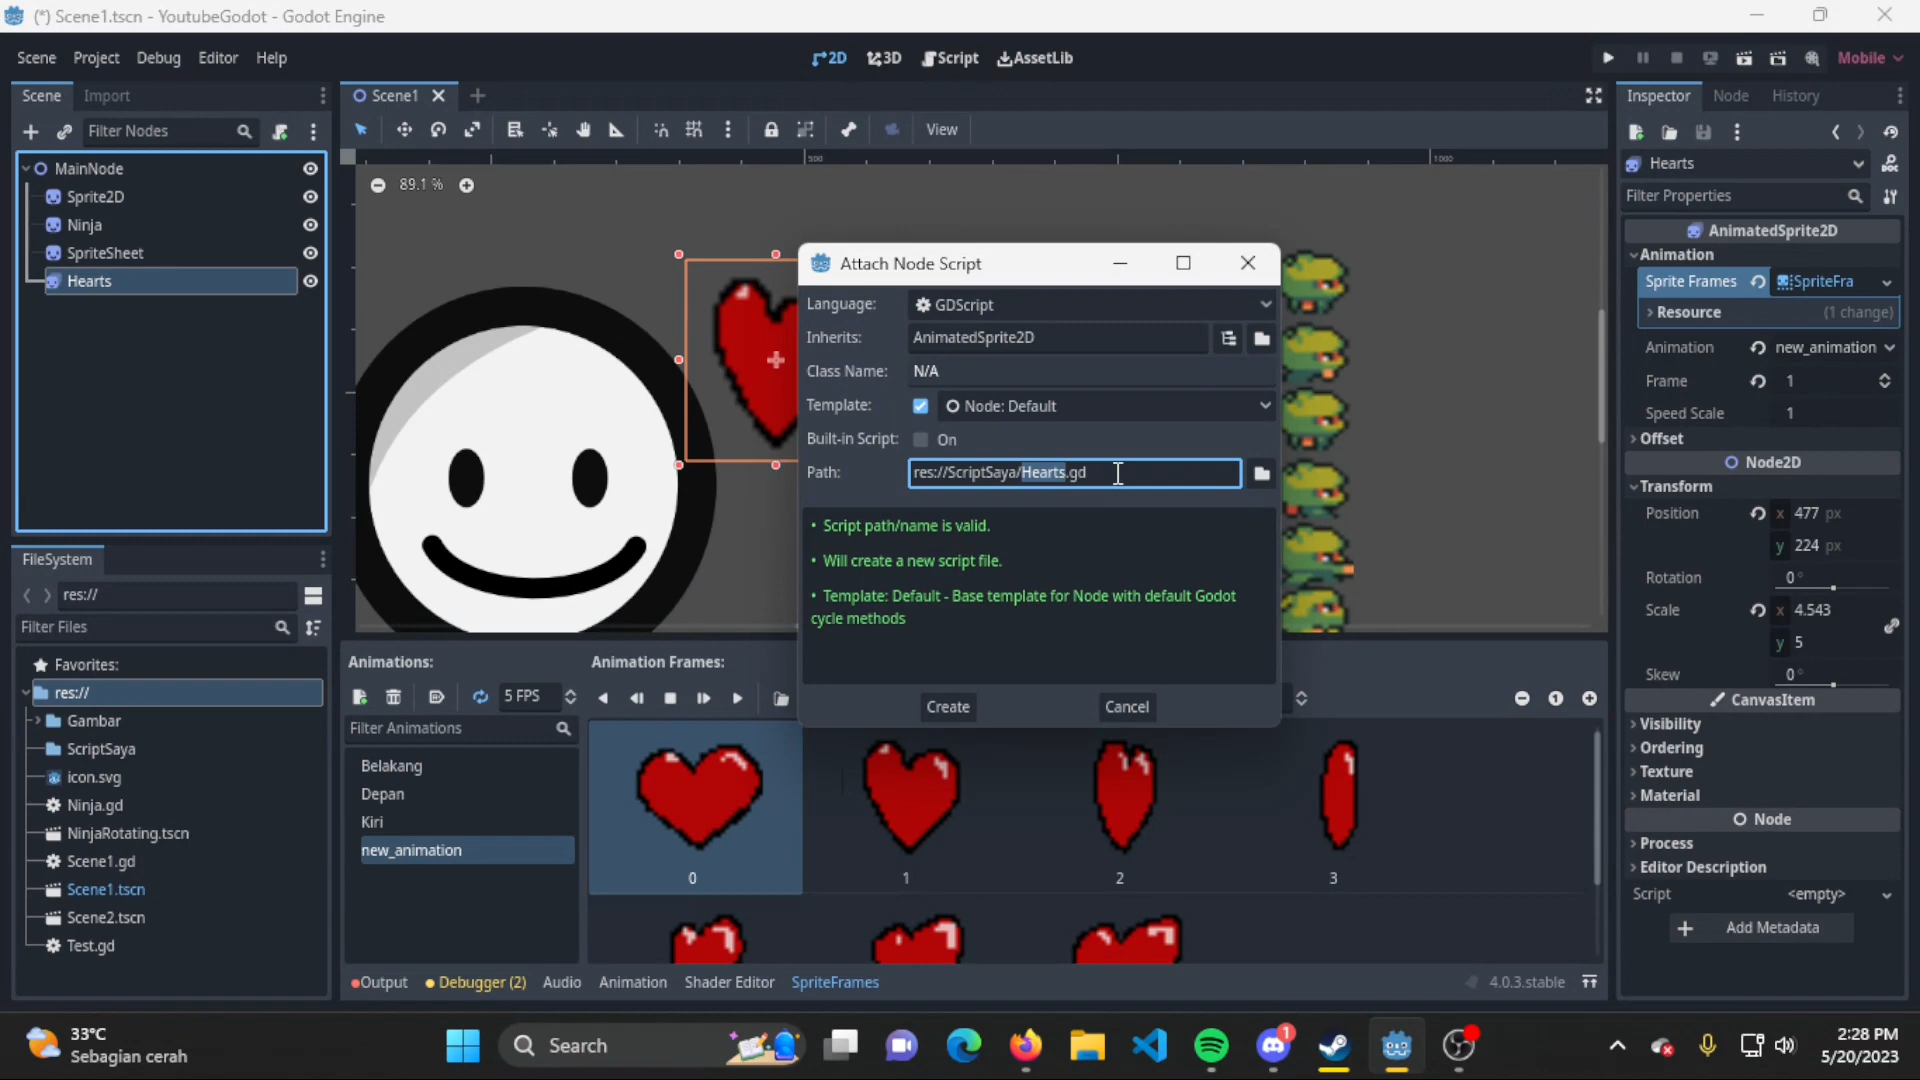 (*) Scene1.tscn - YoutubeGodot - Godot Engine
Scene Project Debug Editor Help
2D 3D Script AssetLib
Mobile
Scene Import
Scene1
Inspector Node History
Filter Nodes
View
MainNode
Sprite2D
Ninja
SpriteSheet
Hearts
500
1000
89.1 %
Hearts
Filter Properties
AnimatedSprite2D
Animation
Sprite Frames SpriteFra
Resource (1 change)
Animation new_animation
Frame 1
Speed Scale 1
Offset
Node2D
Transform
Position x 477 px
y 224 px
Rotation 0 °
Scale x 4.543
y 5
Skew 0 °
CanvasItem
Visibility
Ordering
Texture
Material
Node
Process
Editor Description
Script <empty>
Add Metadata
Attach Node Script
Language: GDScript
Inherits: AnimatedSprite2D
Class Name: N/A
Template: Node: Default
Built-in Script: On
Path: res://ScriptSaya/Hearts.gd
• Script path/name is valid.
• Will create a new script file.
• Template: Default - Base template for Node with default Godot
cycle methods
Create Cancel
FileSystem
res://
Filter Files
Favorites:
res://
Gambar
ScriptSaya
icon.svg
Ninja.gd
NinjaRotating.tscn
Scene1.gd
Scene1.tscn
Scene2.tscn
Test.gd
Animations: Animation Frames:
5 FPS
Filter Animations
Belakang
Depan
Kiri
new_animation
0 1 2 3
Output Debugger (2) Audio Animation Shader Editor SpriteFrames
4.0.3.stable
33°C
Sebagian cerah
Search
1
2:28 PM
5/20/2023